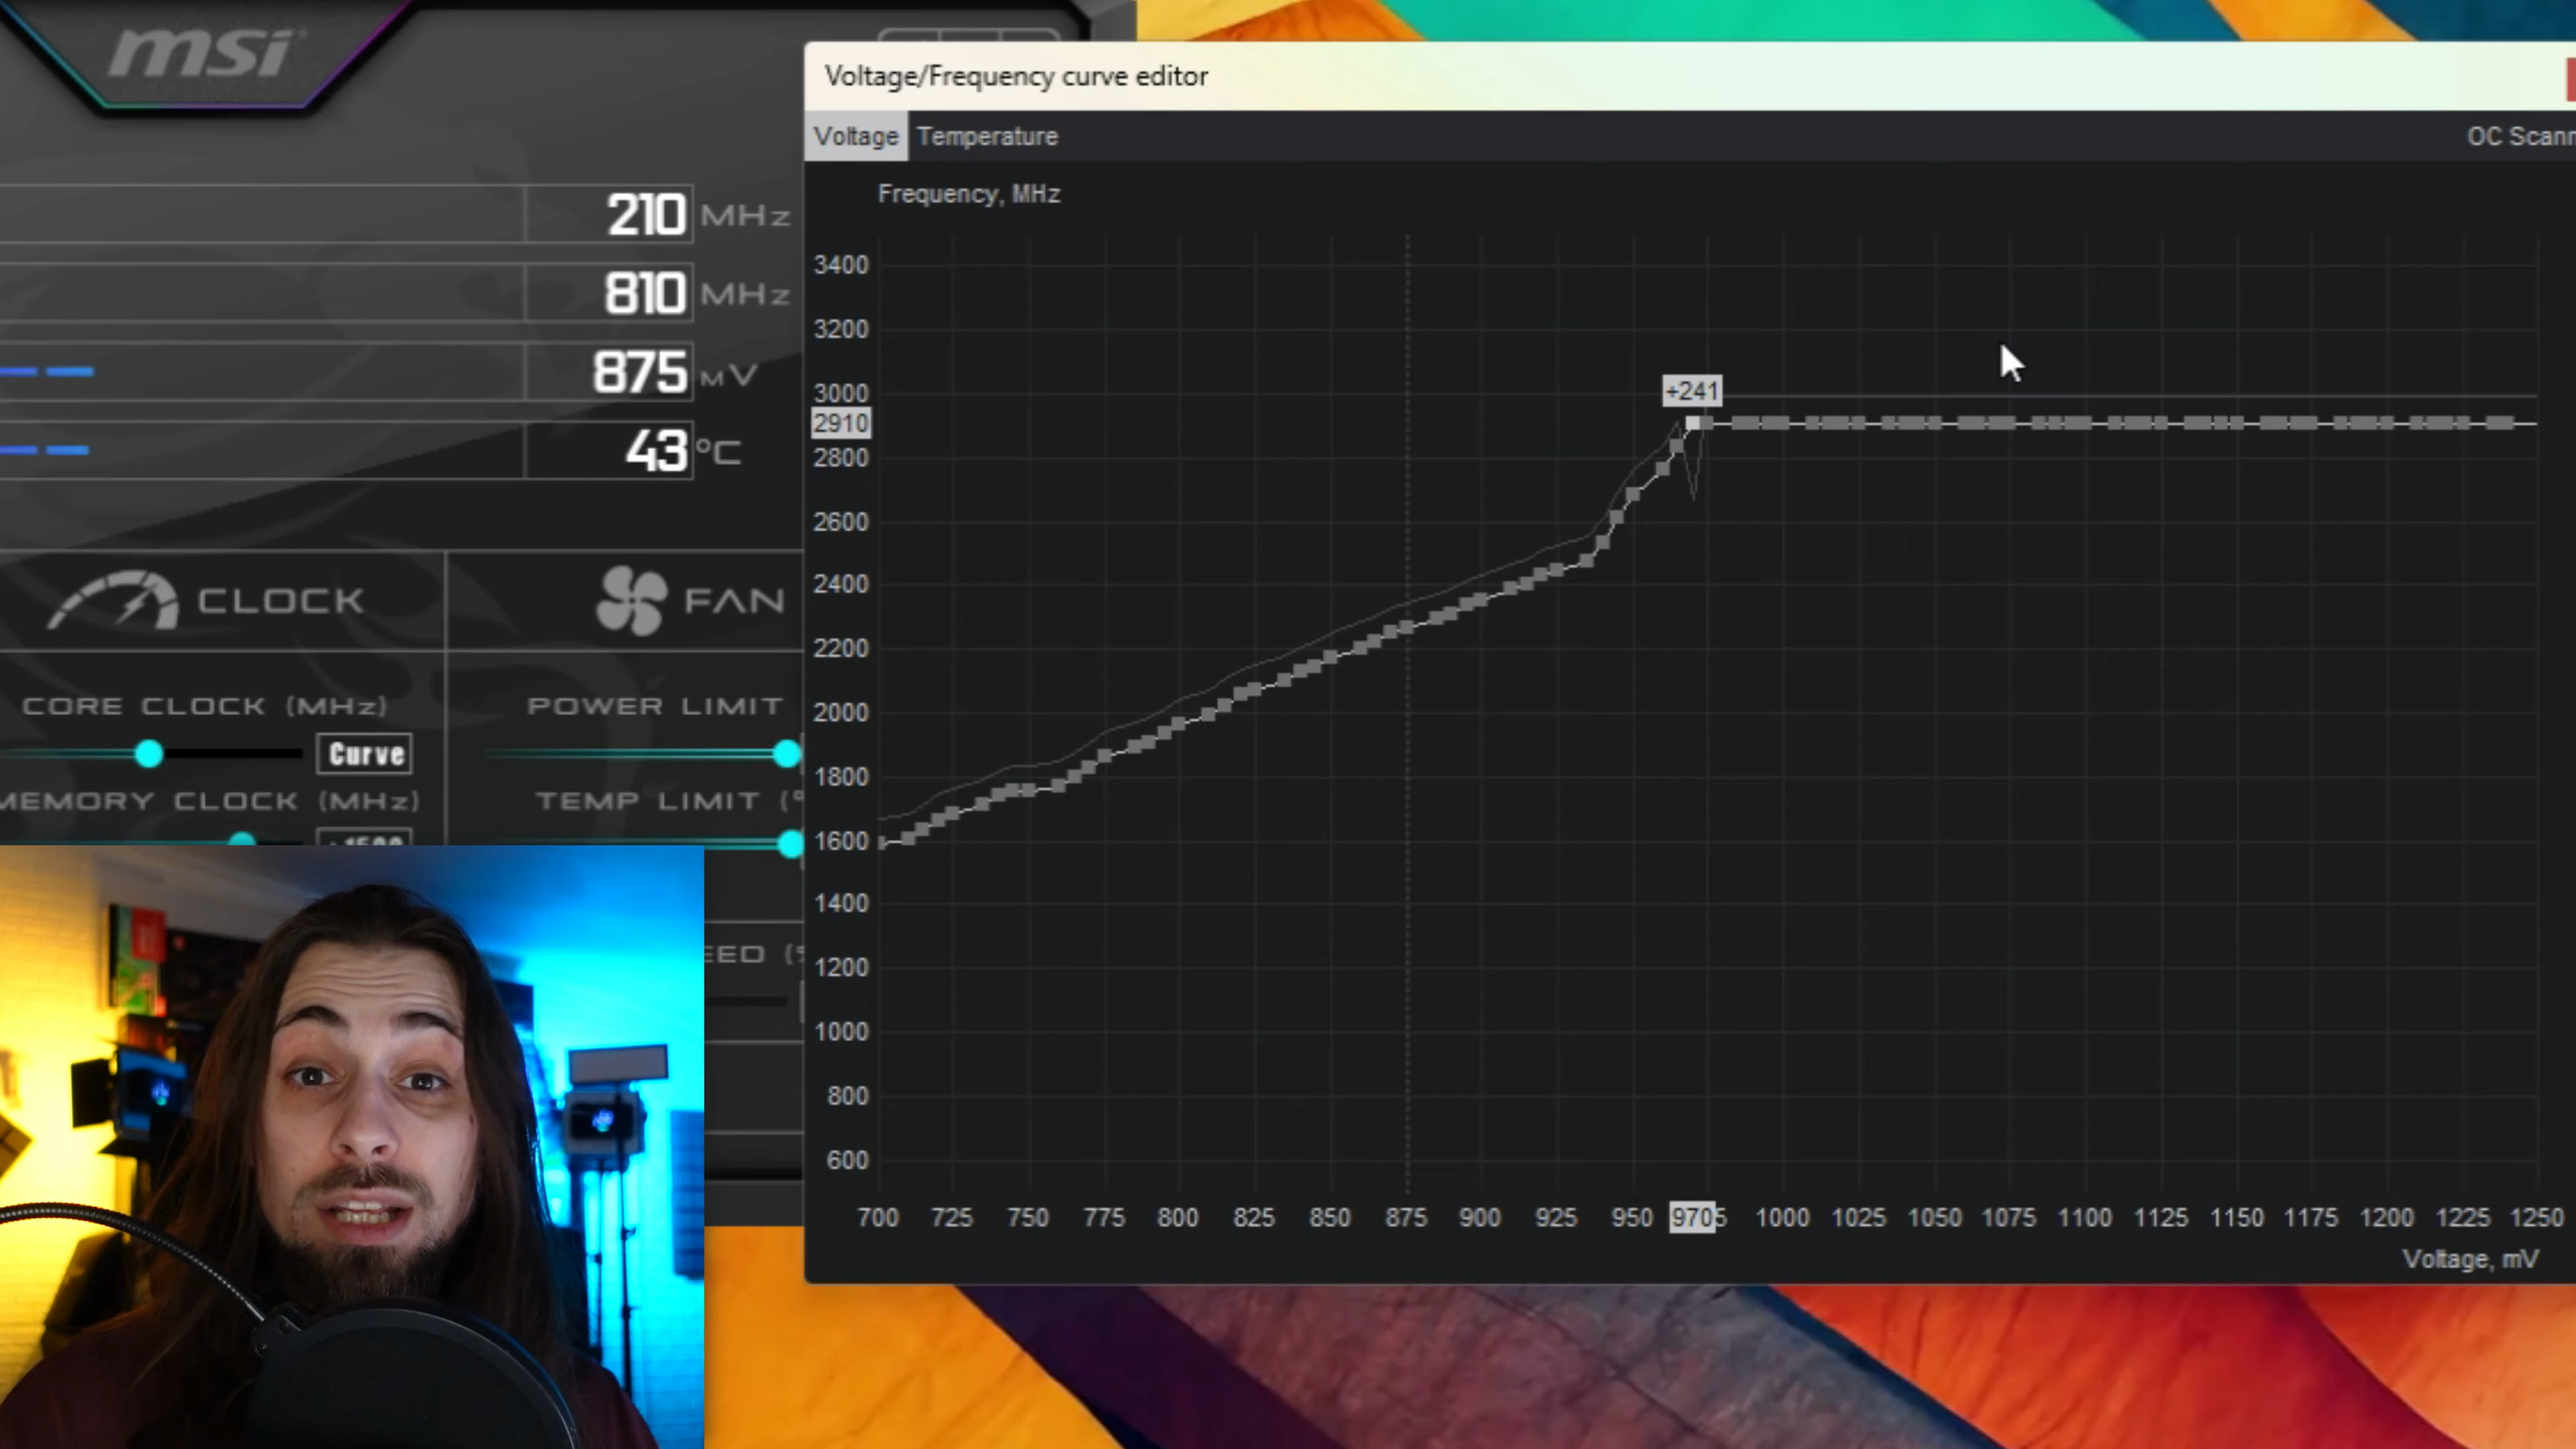 msi
210 MHz
810 MHz
875 mV
43 °C
CLOCK
FAN
CORE CLOCK (MHz)
POWER LIMIT
Curve
MEMORY CLOCK (MHz)
TEMP LIMIT (°
Voltage/Frequency curve editor
Voltage Temperature
Frequency, MHz
3400
3200
+241
3000
2910
2800
2600
2400
2200
2000
1800
1600
1400
1200
1000
800
600
700 725 750 775 800 825 850 875 900 925 950 970 1000 1025 1050 1075 1100 1125 1150 1175 1200 1225 1250
Voltage, mV